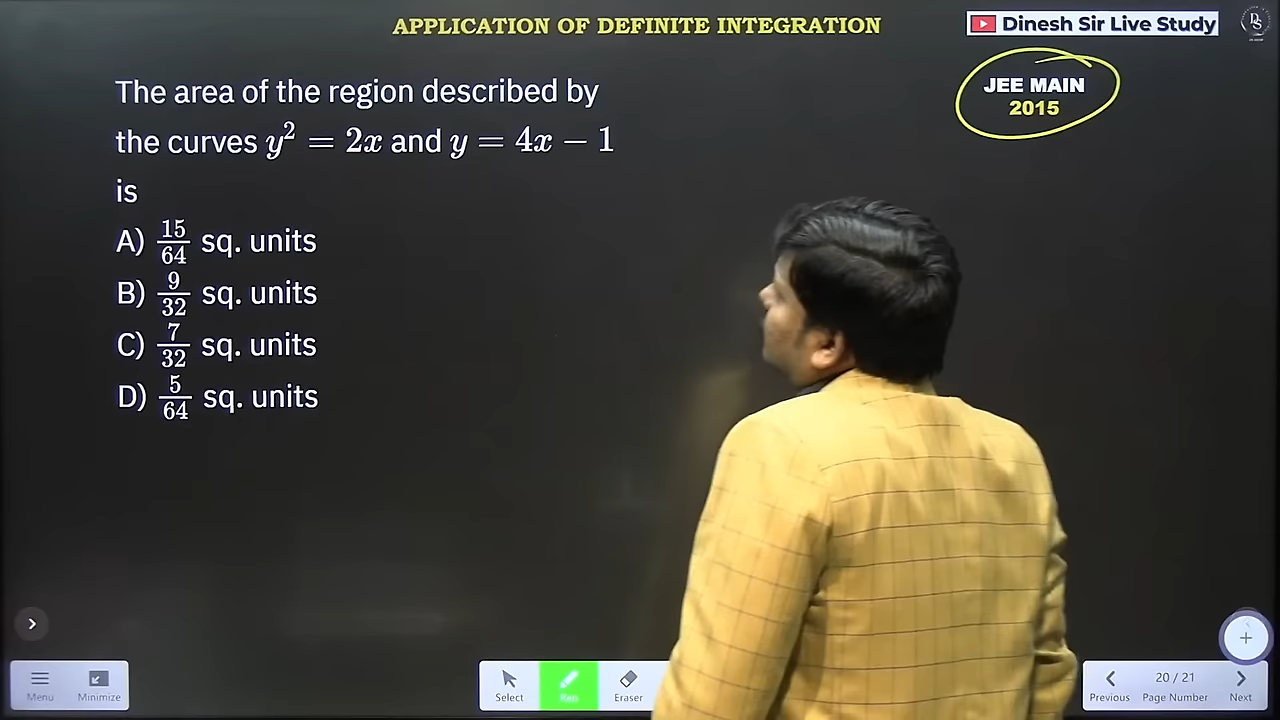 APPLICATION OF DEFINITE INTEGRATION
Dinesh Sir Live Study
DS
JEE MAIN
2015
The area of the region described by
the curves y² = 2x and y = 4x − 1
is
A) 15/64 sq. units
B) 9/32 sq. units
C) 7/32 sq. units
D) 5/64 sq. units
Menu
Minimize
Select
Pen
Eraser
Previous
20 / 21
Page Number
Next